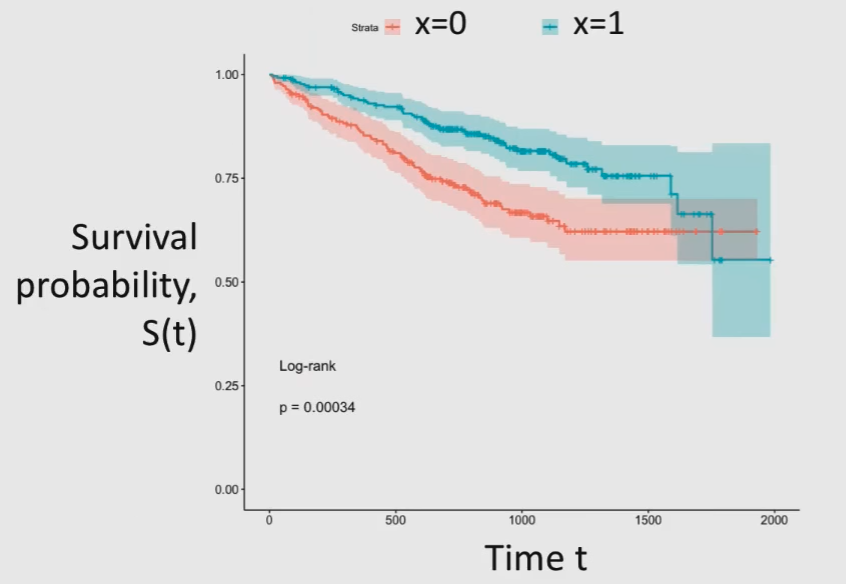 Strata x=0 x=1
1.00
0.75
Survival
probability,
S(t)
0.50
Log-rank
0.25
p = 0.00034
0.00
0 500 1000 1500 2000
Time t